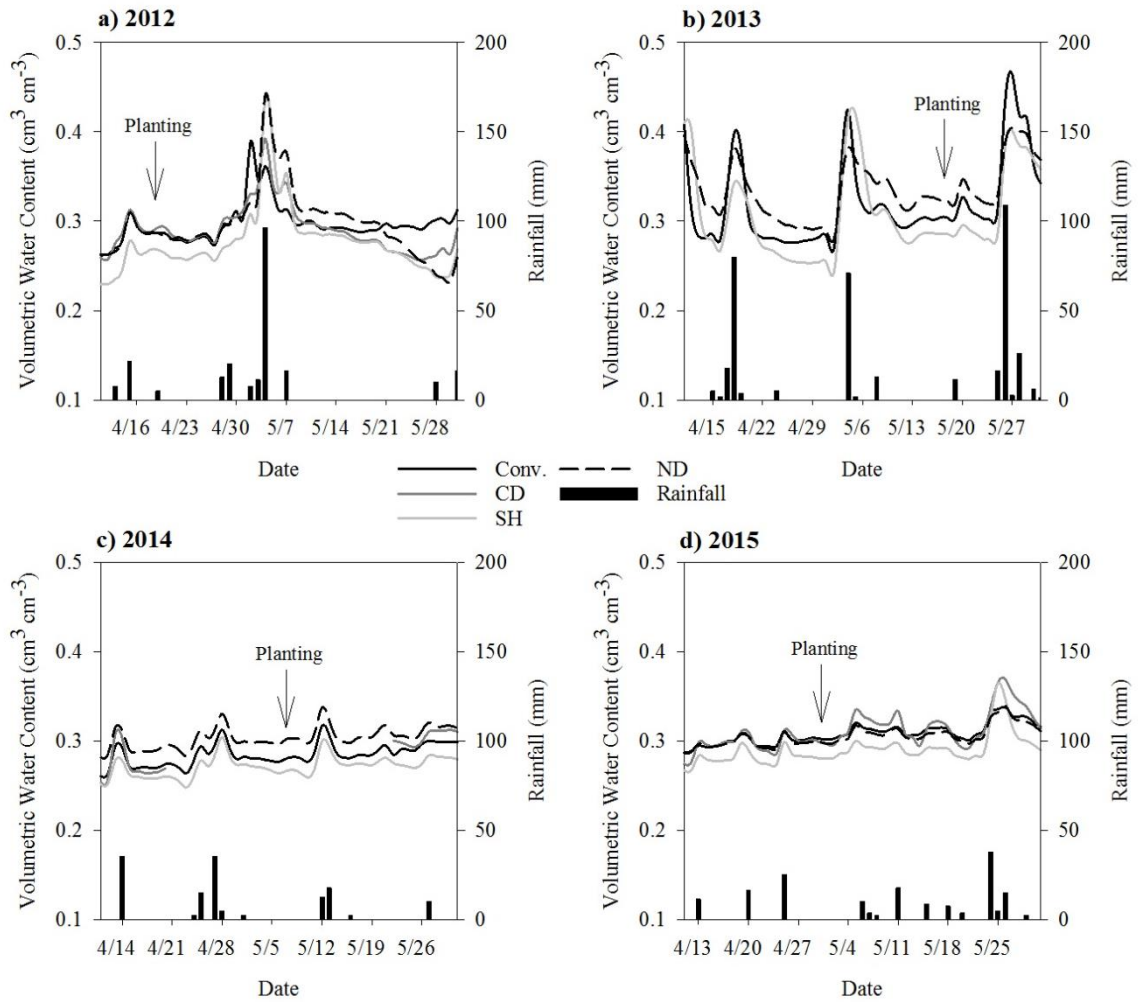 a) 2012
b) 2013
0.5
0.4
0.3
0.2
0.1
Volumetric Water Content (cm³ cm⁻³)
Planting
200
150
100
50
0
Rainfall (mm)
4/16 4/23 4/30 5/7 5/14 5/21 5/28
Date
0.5
0.4
0.3
0.2
0.1
Volumetric Water Content (cm³ cm⁻³)
Planting
200
150
100
50
0
Rainfall (mm)
4/15 4/22 4/29 5/6 5/13 5/20 5/27
Date
Conv. ND
CD Rainfall
SH
c) 2014
d) 2015
0.5
0.4
0.3
0.2
0.1
Volumetric Water Content (cm³ cm⁻³)
Planting
200
150
100
50
0
Rainfall (mm)
4/14 4/21 4/28 5/5 5/12 5/19 5/26
Date
0.5
0.4
0.3
0.2
0.1
Volumetric Water Content (cm³ cm⁻³)
Planting
200
150
100
50
0
Rainfall (mm)
4/13 4/20 4/27 5/4 5/11 5/18 5/25
Date